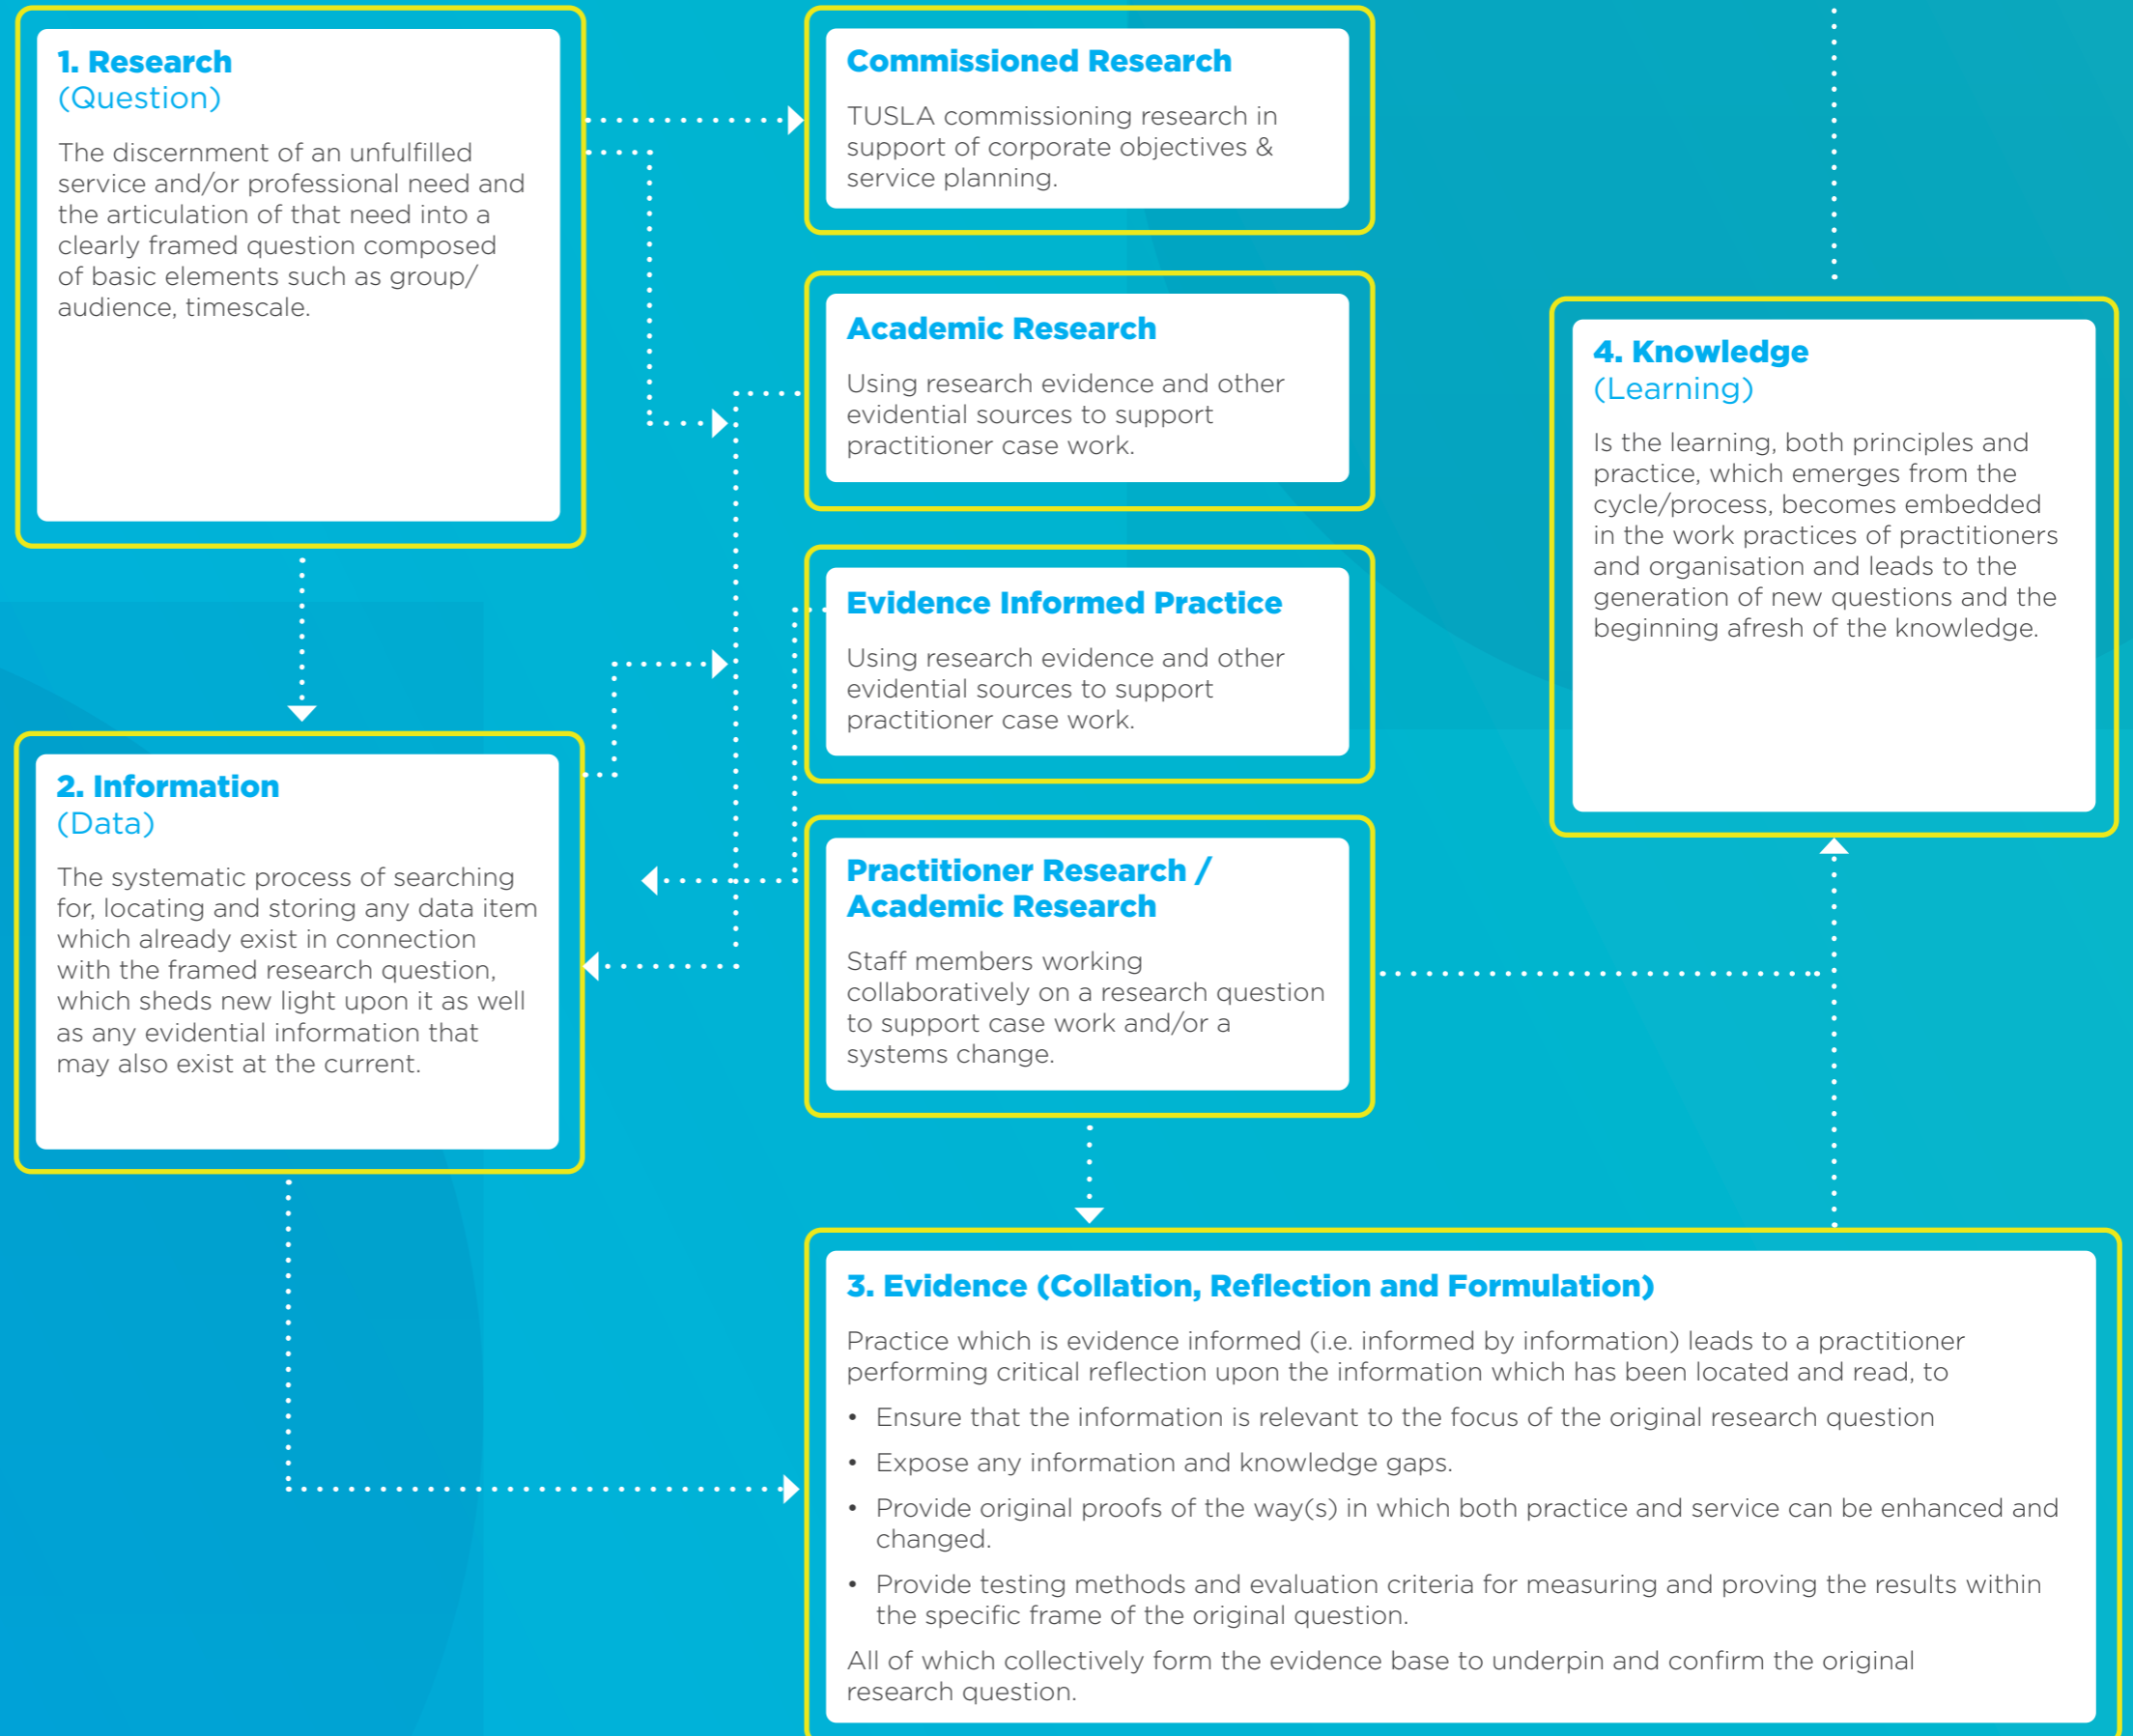 1. Research
(Question)
The discernment of an unfulfilled
service and/or professional need and
the articulation of that need into a
clearly framed question composed
of basic elements such as group/
audience, timescale.
Commissioned Research
TUSLA commissioning research in
support of corporate objectives &
service planning.
Academic Research
Using research evidence and other
evidential sources to support
practitioner case work.
Evidence Informed Practice
Using research evidence and other
evidential sources to support
practitioner case work.
2. Information
(Data)
The systematic process of searching
for, locating and storing any data item
which already exist in connection
with the framed research question,
which sheds new light upon it as well
as any evidential information that
may also exist at the current.
Practitioner Research /
Academic Research
Staff members working
collaboratively on a research question
to support case work and/or a
systems change.
4. Knowledge
(Learning)
Is the learning, both principles and
practice, which emerges from the
cycle/process, becomes embedded
in the work practices of practitioners
and organisation and leads to the
generation of new questions and the
beginning afresh of the knowledge.
3. Evidence (Collation, Reflection and Formulation)
Practice which is evidence informed (i.e. informed by information) leads to a practitioner
performing critical reflection upon the information which has been located and read, to
• Ensure that the information is relevant to the focus of the original research question
• Expose any information and knowledge gaps.
• Provide original proofs of the way(s) in which both practice and service can be enhanced and
changed.
• Provide testing methods and evaluation criteria for measuring and proving the results within
the specific frame of the original question.
All of which collectively form the evidence base to underpin and confirm the original
research question.